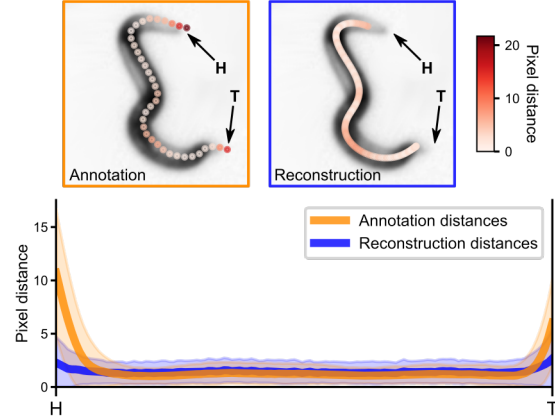 H
T
Annotation
H
T
Reconstruction
20
10
0
Pixel distance
Annotation distances
Reconstruction distances
15
10
5
0
Pixel distance
H
T